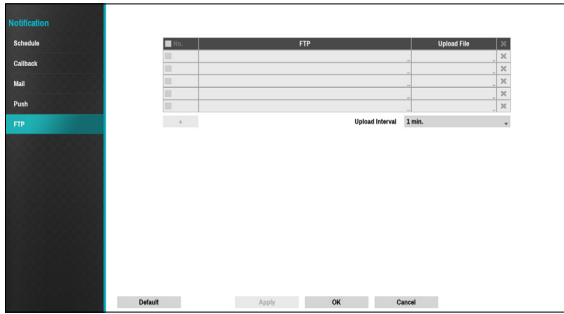 Notification
Schedule
Callback
Mail
Push
FTP
No. FTP Upload File
+ Upload Interval 1 min.
Default Apply OK Cancel